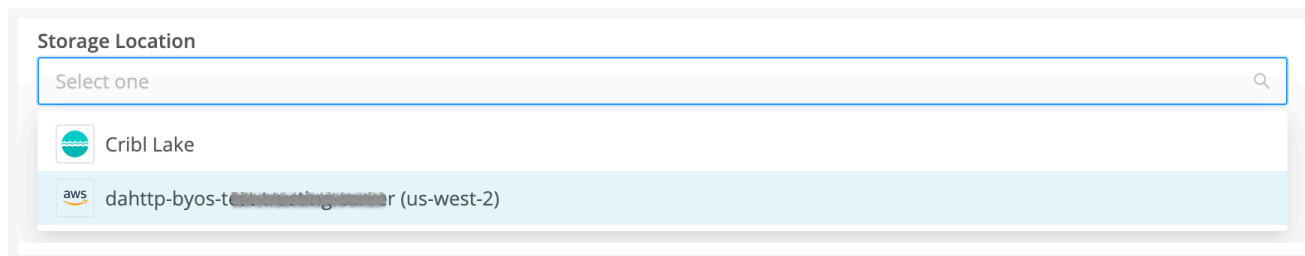 Storage Location
Select one
Cribl Lake
aws
dahttp-byos-t r (us-west-2)